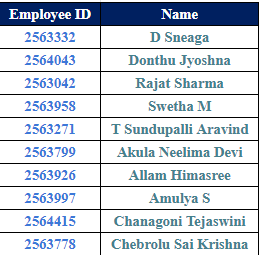 Employee ID Name
2563332 D Sneaga
2564043 Donthu Jyoshna
2563042 Rajat Sharma
2563958 Swetha M
2563271 T Sundupalli Aravind
2563799 Akula Neelima Devi
2563926 Allam Himasree
2563997 Amulya S
2564415 Chanagoni Tejaswini
2563778 Chebrolu Sai Krishna